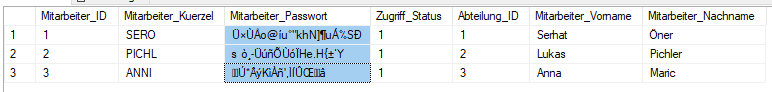 Mitarbeiter_ID Mitarbeiter_Kuerzel Mitarbeiter_Passwort Zugriff_Status Abteilung_ID Mitarbeiter_Vorname Mitarbeiter_Nachname
1 1 SERO 1 1 Serhat Öner
2 2 PICHL 1 2 Lukas Pichler
3 3 ANNI 1 3 Anna Maric